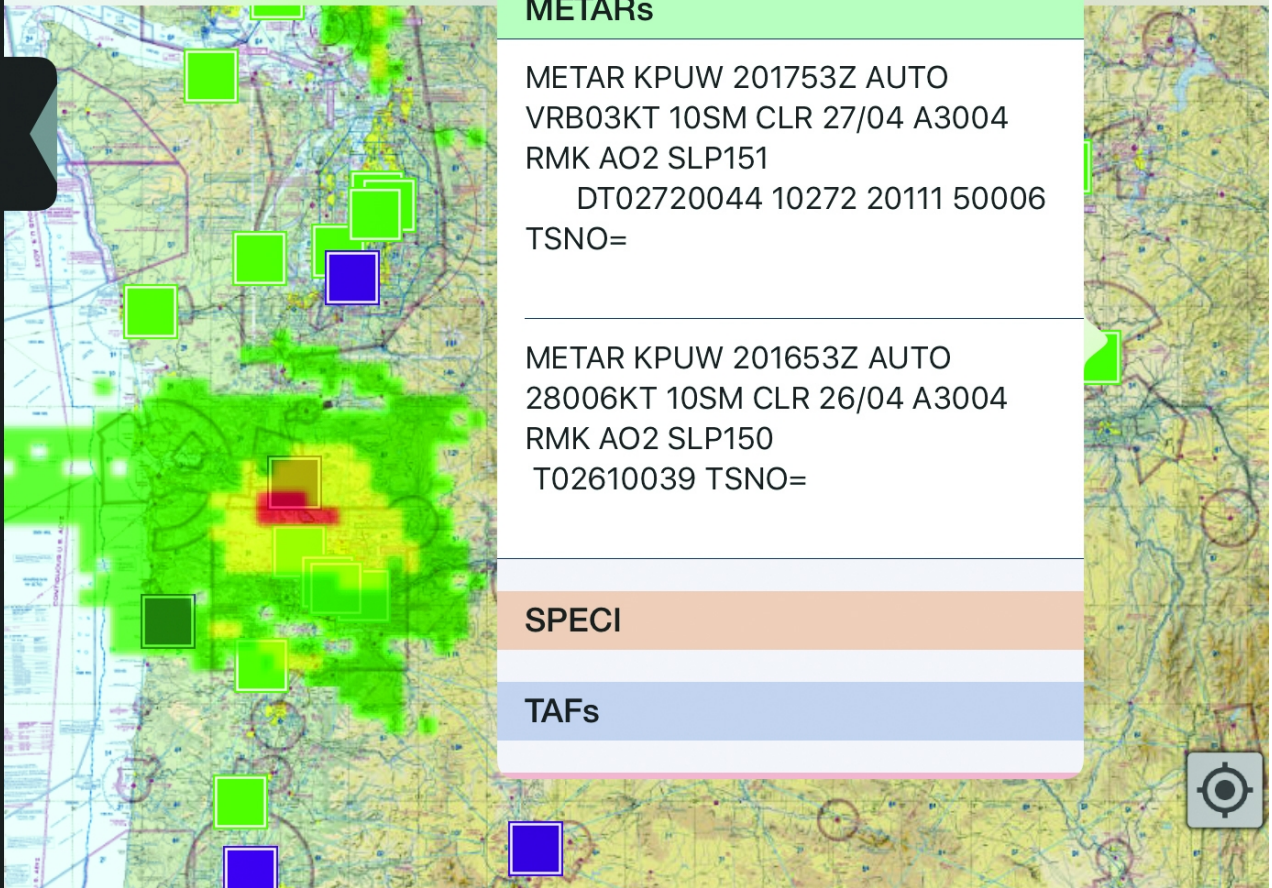 METARs
METAR KPUW 201753Z AUTO
VRB03KT 10SM CLR 27/04 A3004
RMK AO2 SLP151
DT02720044 10272 20111 50006
TSNO=
METAR KPUW 201653Z AUTO
28006KT 10SM CLR 26/04 A3004
RMK AO2 SLP150
T02610039 TSNO=
SPECI
TAFs